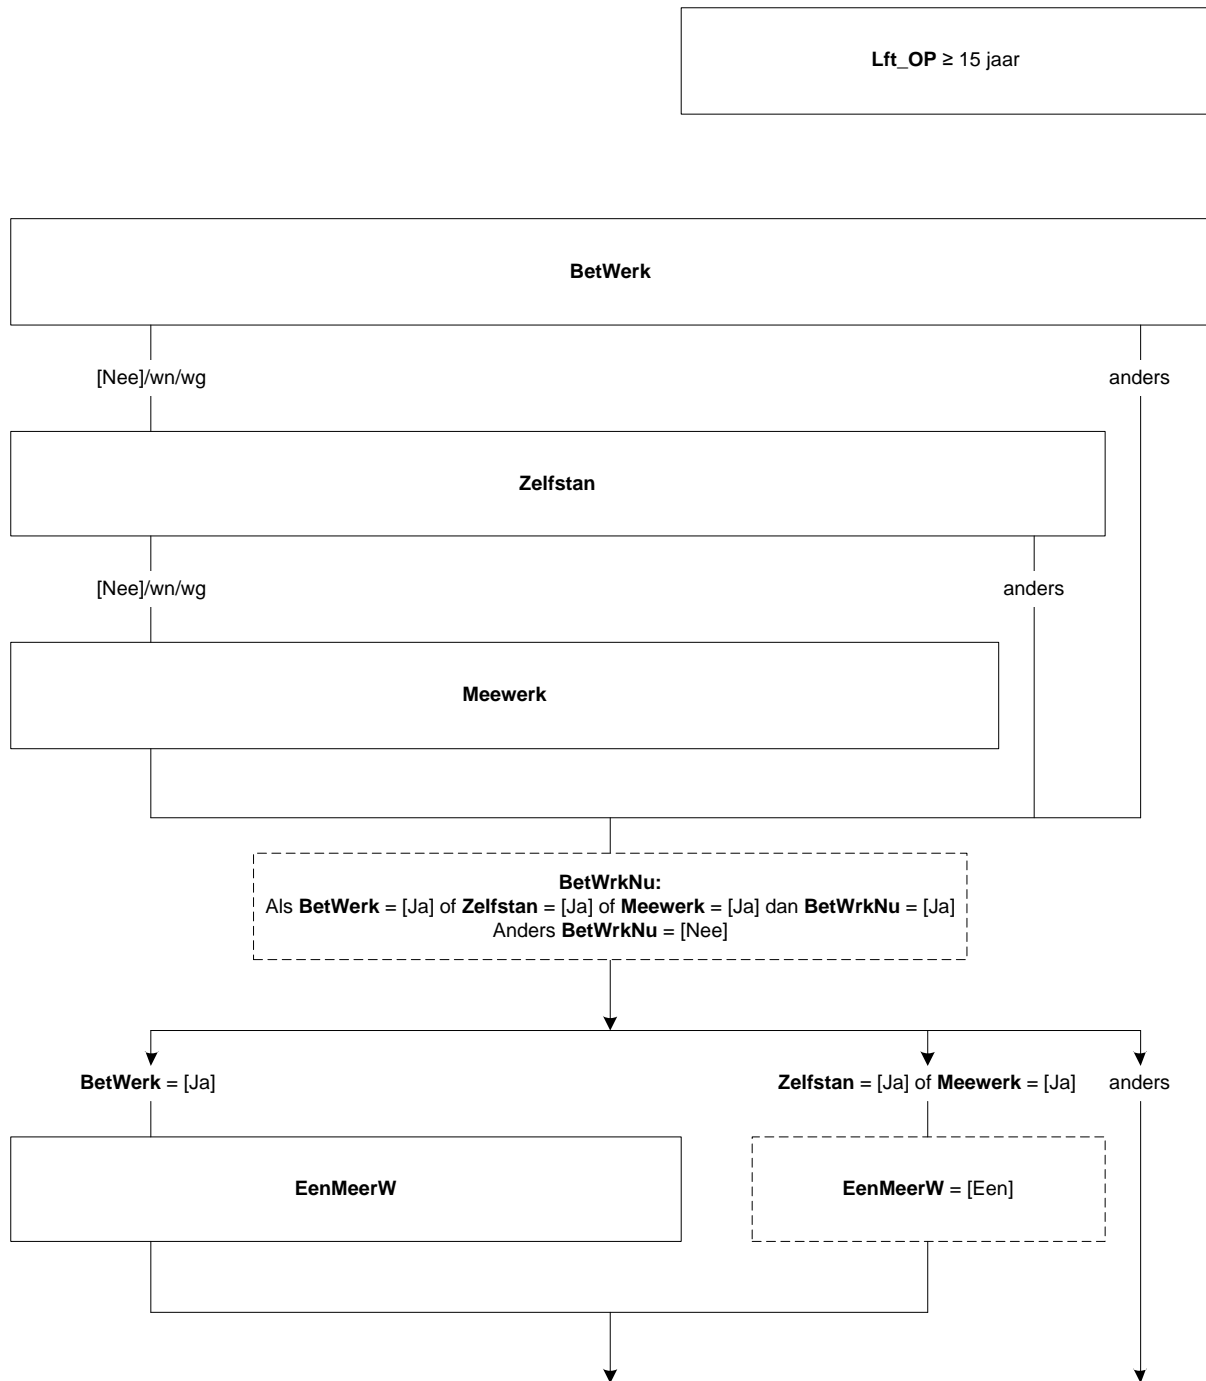 Lft_OP ≥ 15 jaar
BetWerk
[Nee]/wn/wg
anders
Zelfstan
[Nee]/wn/wg
anders
Meewerk
BetWrkNu:
Als BetWerk = [Ja] of Zelfstan = [Ja] of Meewerk = [Ja] dan BetWrkNu = [Ja]
Anders BetWrkNu = [Nee]
BetWerk = [Ja]
Zelfstan = [Ja] of Meewerk = [Ja]
anders
EenMeerW
EenMeerW = [Een]